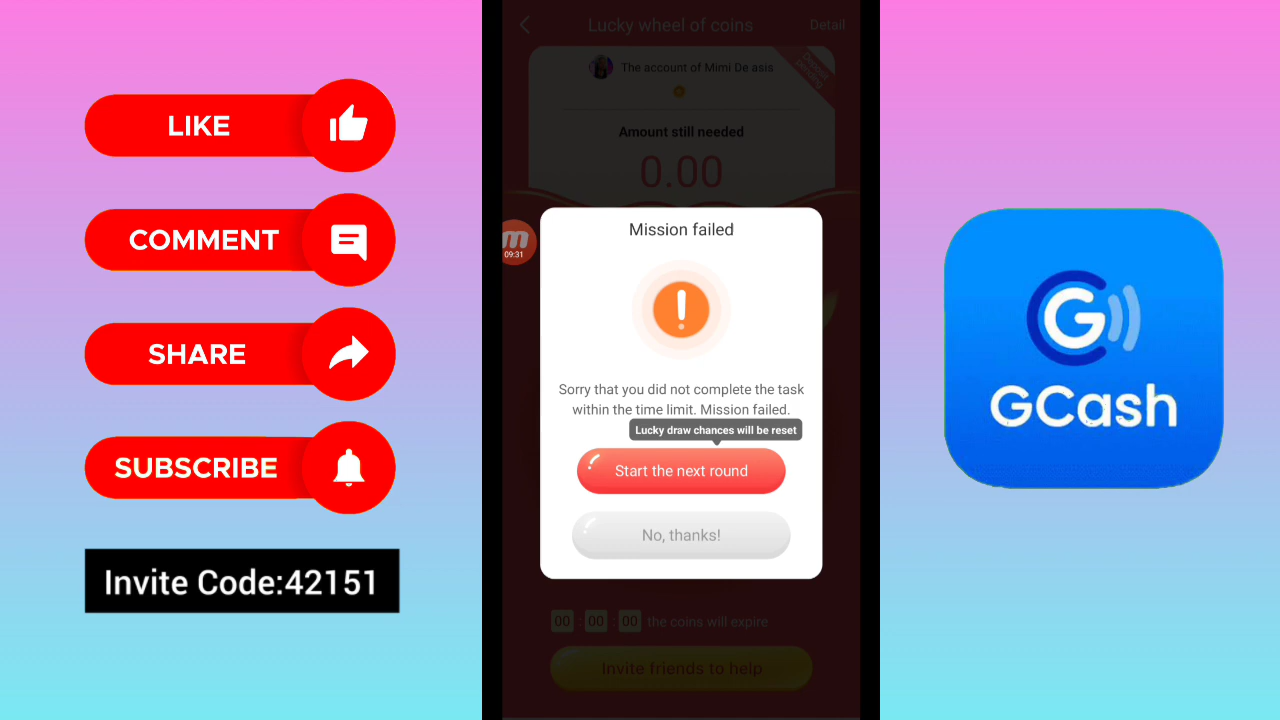 LIKE
COMMENT
SHARE
SUBSCRIBE
Invite Code:42151
Lucky wheel of coins
Detail
The account of Mimi De asis
Deposit pending
Amount still needed
0.00
09:31
Mission failed
Sorry that you did not complete the task
within the time limit. Mission failed.
Lucky draw chances will be reset
Start the next round
No, thanks!
00 : 00 : 00 the coins will expire
Invite friends to help
G
GCash